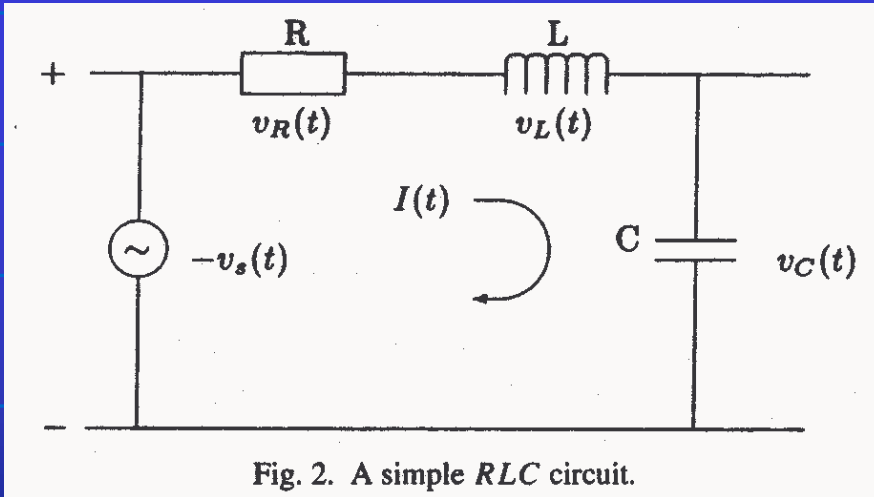 R L
+
v_R(t) v_L(t)
I(t)
~ −v_s(t) C v_C(t)
−
Fig. 2. A simple RLC circuit.